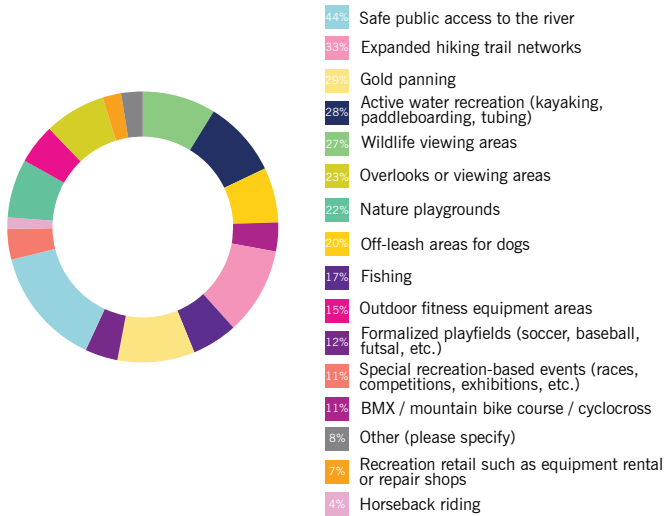 44% Safe public access to the river
33% Expanded hiking trail networks
29% Gold panning
28% Active water recreation (kayaking,
paddleboarding, tubing)
27% Wildlife viewing areas
23% Overlooks or viewing areas
22% Nature playgrounds
20% Off-leash areas for dogs
17% Fishing
15% Outdoor fitness equipment areas
12% Formalized playfields (soccer, baseball,
futsal, etc.)
11% Special recreation-based events (races,
competitions, exhibitions, etc.)
11% BMX / mountain bike course / cyclocross
8% Other (please specify)
7% Recreation retail such as equipment rental
or repair shops
4% Horseback riding